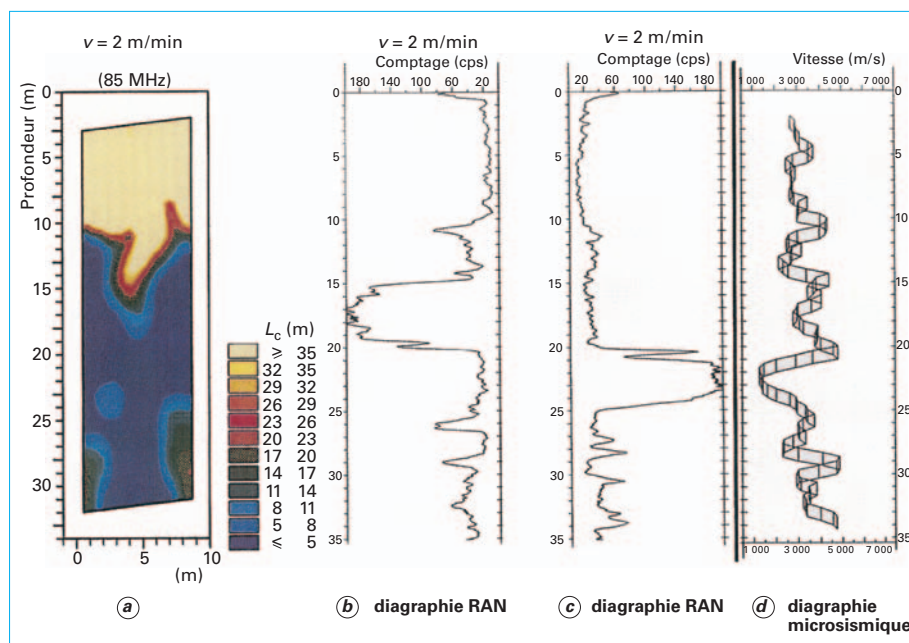 v = 2 m/min
(85 MHz)
Profondeur (m)
0
5
10
15
20
25
30
0 5 10
(m)
L_c (m)
≥ 35
32 35
29 32
26 29
23 26
20 23
17 20
14 17
11 14
8 11
5 8
≤ 5
a
v = 2 m/min
Comptage (cps)
180 140 100 60 20
0
5
10
15
20
25
30
35
b diagraphie RAN
v = 2 m/min
Comptage (cps)
20 60 100 140 180
0
5
10
15
20
25
30
35
c diagraphie RAN
Vitesse (m/s)
1 000 3 000 5 000 7 000
0
5
10
15
20
25
30
35
1 000 3 000 5 000 7 000
d diagraphie
microsismique